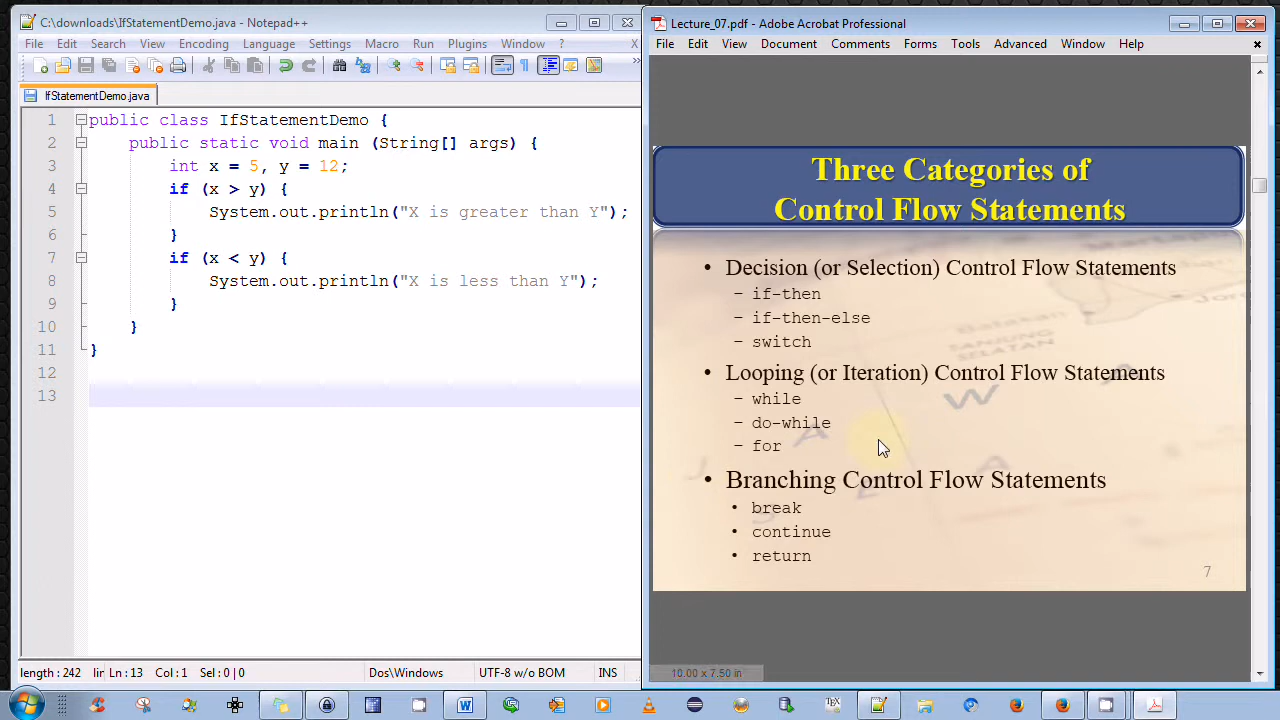 C:\downloads\IfStatementDemo.java - Notepad++
File Edit Search View Encoding Language Settings Macro Run Plugins Window ? X
IfStatementDemo.java
1 public class IfStatementDemo {
2 public static void main (String[] args) {
3 int x = 5, y = 12;
4 if (x > y) {
5 System.out.println("X is greater than Y");
6 }
7 if (x < y) {
8 System.out.println("X is less than Y");
9 }
10 }
11 }
12
13
length : 242 lir Ln : 13 Col : 1 Sel : 0 | 0 Dos\Windows UTF-8 w/o BOM INS
Lecture_07.pdf - Adobe Acrobat Professional
File Edit View Document Comments Forms Tools Advanced Window Help
Three Categories of
Control Flow Statements
• Decision (or Selection) Control Flow Statements
– if-then
– if-then-else
– switch
• Looping (or Iteration) Control Flow Statements
– while
– do-while
– for
• Branching Control Flow Statements
• break
• continue
• return
7
SANJUNG
SELATAN
J A W A
10.00 x 7.50 in